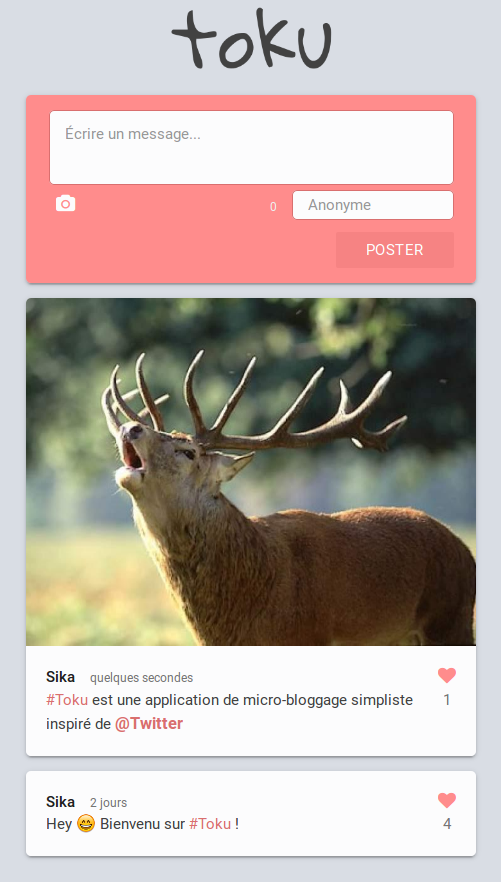 toku
Écrire un message...
0
Anonyme
POSTER
Sika quelques secondes
#Toku est une application de micro-bloggage simpliste
1
inspiré de @Twitter
Sika 2 jours
Hey 😄 Bienvenu sur #Toku !
4